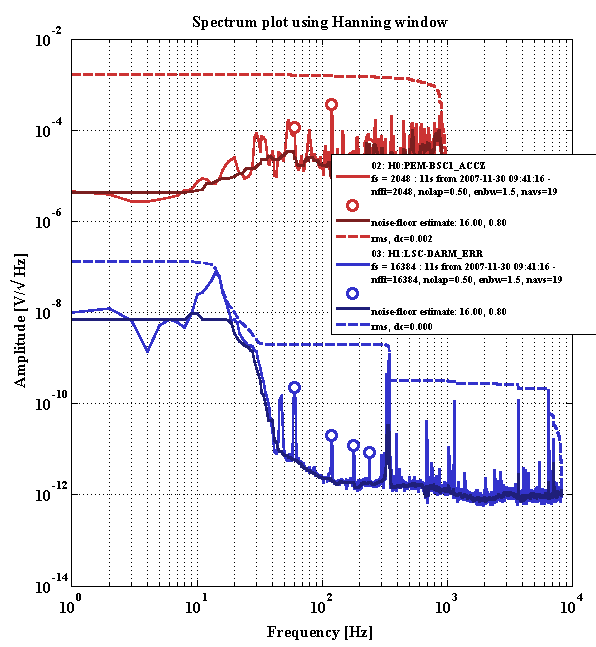 Spectrum plot using Hanning window
10^-2
10^-4
10^-6
10^-8
10^-10
10^-12
10^-14
Amplitude [V/√Hz]
02: H0:PEM-BSC1_ACCZ
fs = 2048 : 11s from 2007-11-30 09:41:16 -
nfft=2048, nolap=0.50, enbw=1.5, navs=19
noise-floor estimate: 16.00, 0.80
rms, dc=0.002
03: H1:LSC-DARM_ERR
fs = 16384 : 11s from 2007-11-30 09:41:16 -
nfft=16384, nolap=0.50, enbw=1.5, navs=19
noise-floor estimate: 16.00, 0.80
rms, dc=0.000
10^0 10^1 10^2 10^3 10^4
Frequency [Hz]